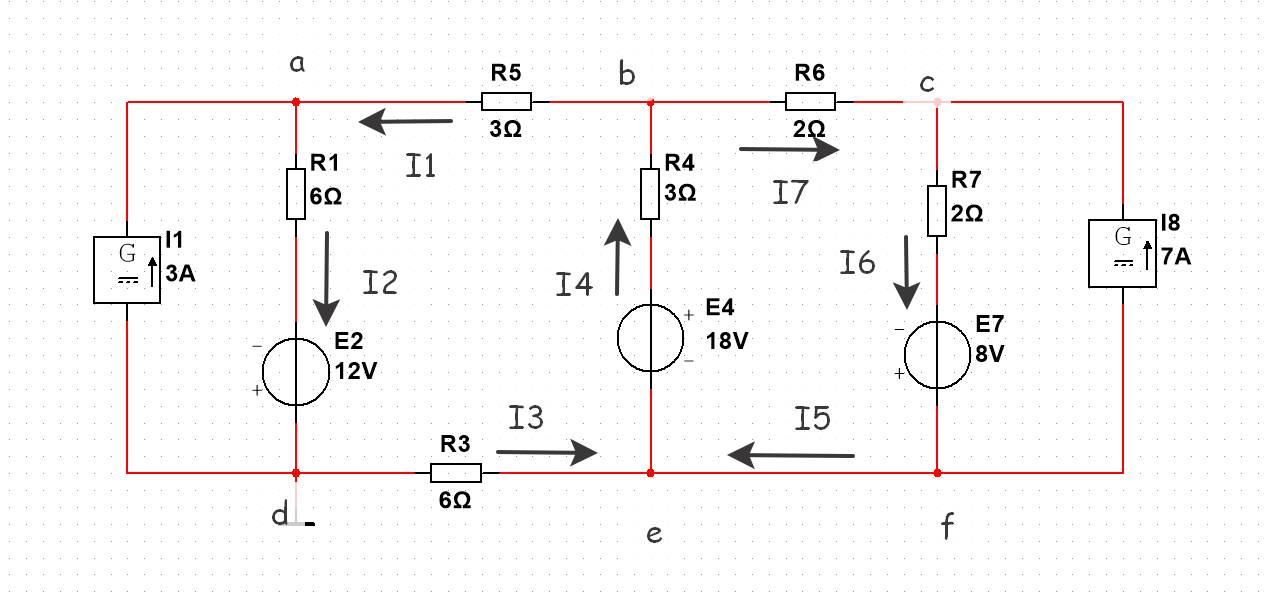 a
R5
b
R6
c
3Ω
2Ω
I1
I7
R1
6Ω
R4
3Ω
R7
2Ω
I1
3A
G
I2
I4
I6
G
I8
7A
E2
12V
-
+
E4
18V
+
-
E7
8V
-
+
I3
I5
R3
6Ω
d
e
f